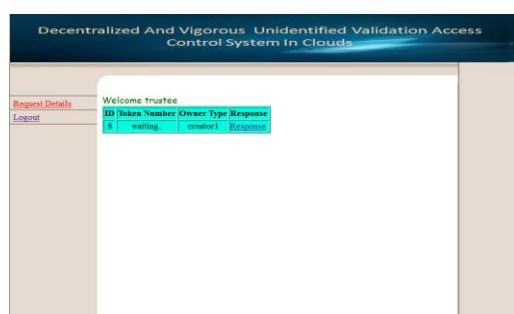 Decentralized And Vigorous Unidentified Validation Access
Control System In Clouds
Request Details
Logout
Welcome trustee
ID Token Number Owner Type Response
8 waiting.. creator1 Response